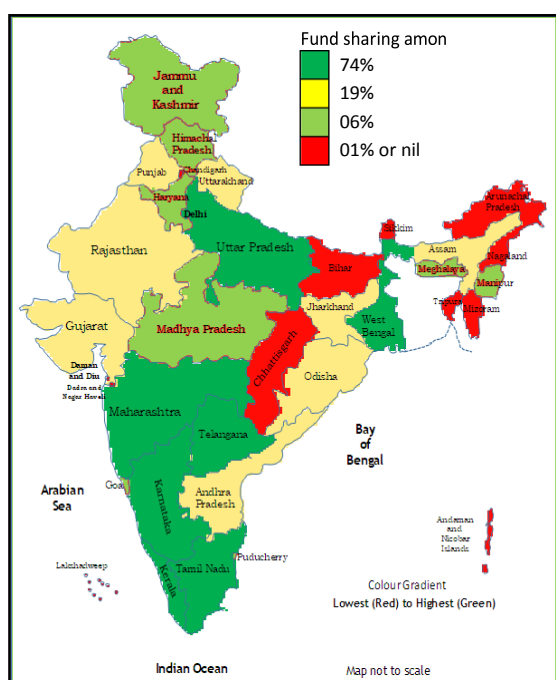 Fund sharing amon
74%
19%
06%
01% or nil
Jammu
and
Kashmir
Himachal
Pradesh
Punjab
Chandigarh
Uttarakhand
Haryana
Delhi
Rajasthan
Uttar Pradesh
Bihar
Sikkim
Arunachal
Pradesh
Assam
Nagaland
Meghalaya
Manipur
Tripura
Mizoram
Gujarat
Madhya Pradesh
Jharkhand
West
Bengal
Chhattisgarh
Odisha
Daman
and Diu
Dadra and
Nagar Haveli
Maharashtra
Telangana
Bay
of
Bengal
Arabian
Sea
Goa
Karnataka
Andhra
Pradesh
Andaman
and
Nicobar
Islands
Lakshadweep
Kerala
Tamil Nadu
Puducherry
Colour Gradient
Lowest (Red) to Highest (Green)
Indian Ocean
Map not to scale